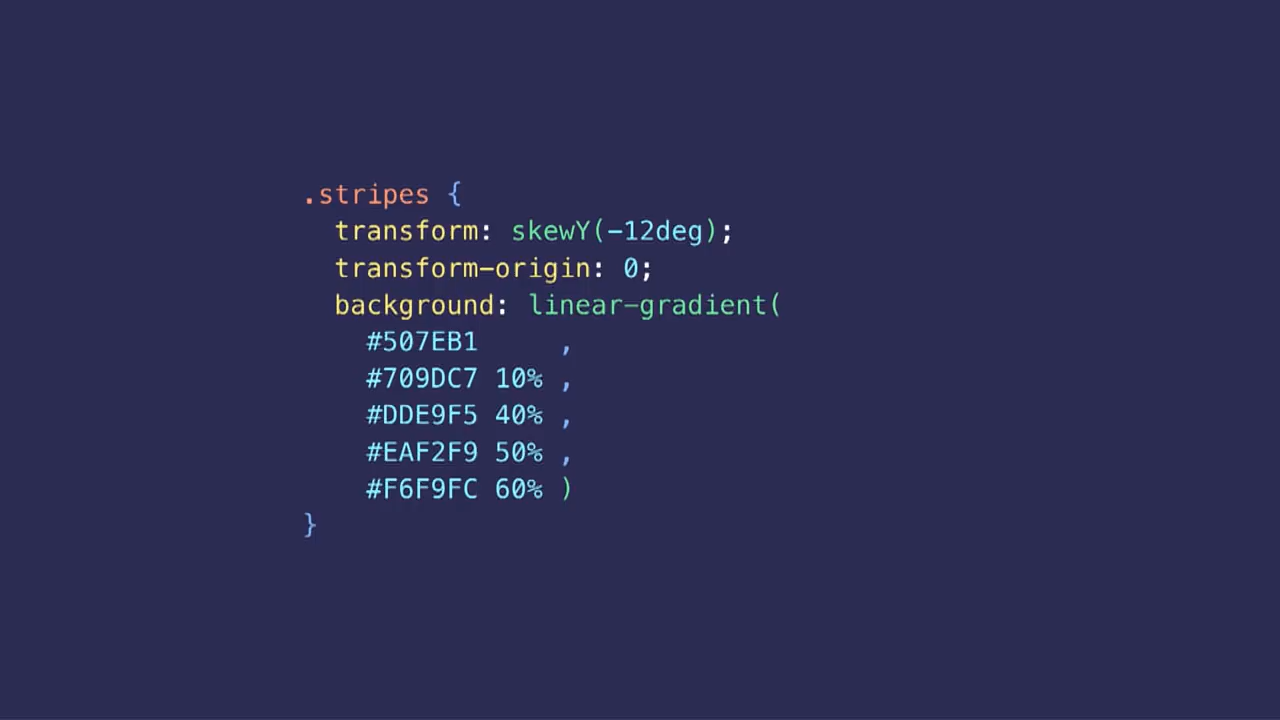 .stripes {
  transform: skewY(-12deg);
  transform-origin: 0;
  background: linear-gradient(
    #507EB1     ,
    #709DC7 10% ,
    #DDE9F5 40% ,
    #EAF2F9 50% ,
    #F6F9FC 60% )
}